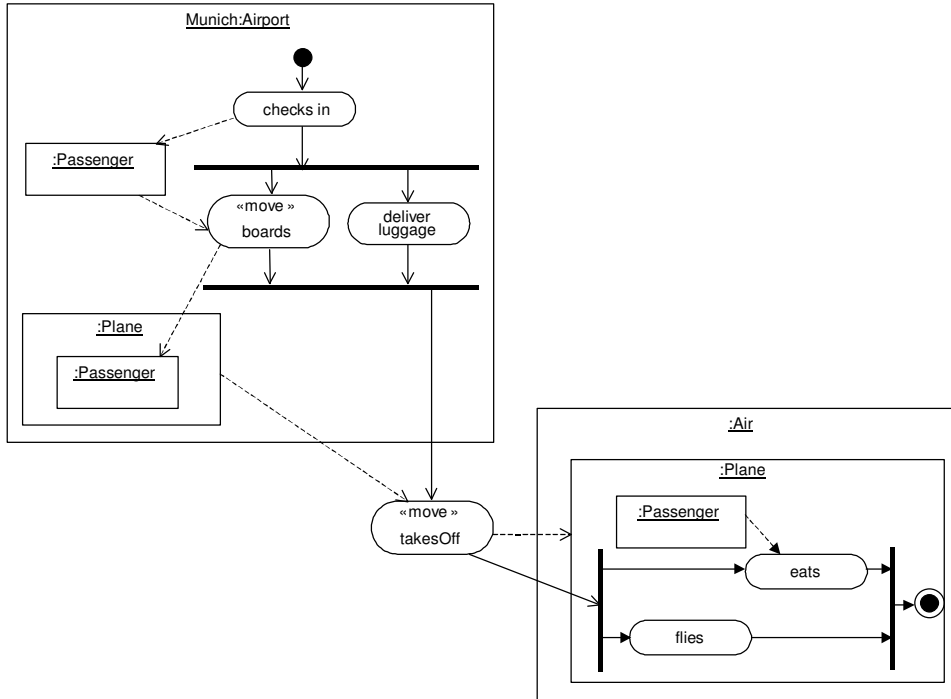 Munich:Airport
checks in
:Passenger
«move »
boards
deliver
luggage
:Plane
:Passenger
:Air
:Plane
«move »
takesOff
:Passenger
eats
flies